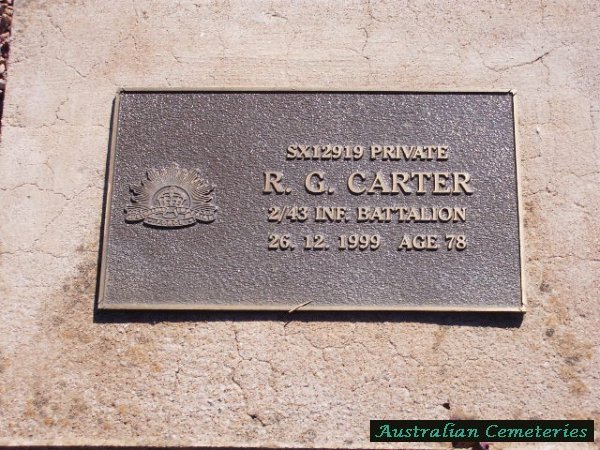 SX12919 PRIVATE
R. G. CARTER
2/43 INF. BATTALION
26. 12. 1999 AGE 78
Australian Cemeteries